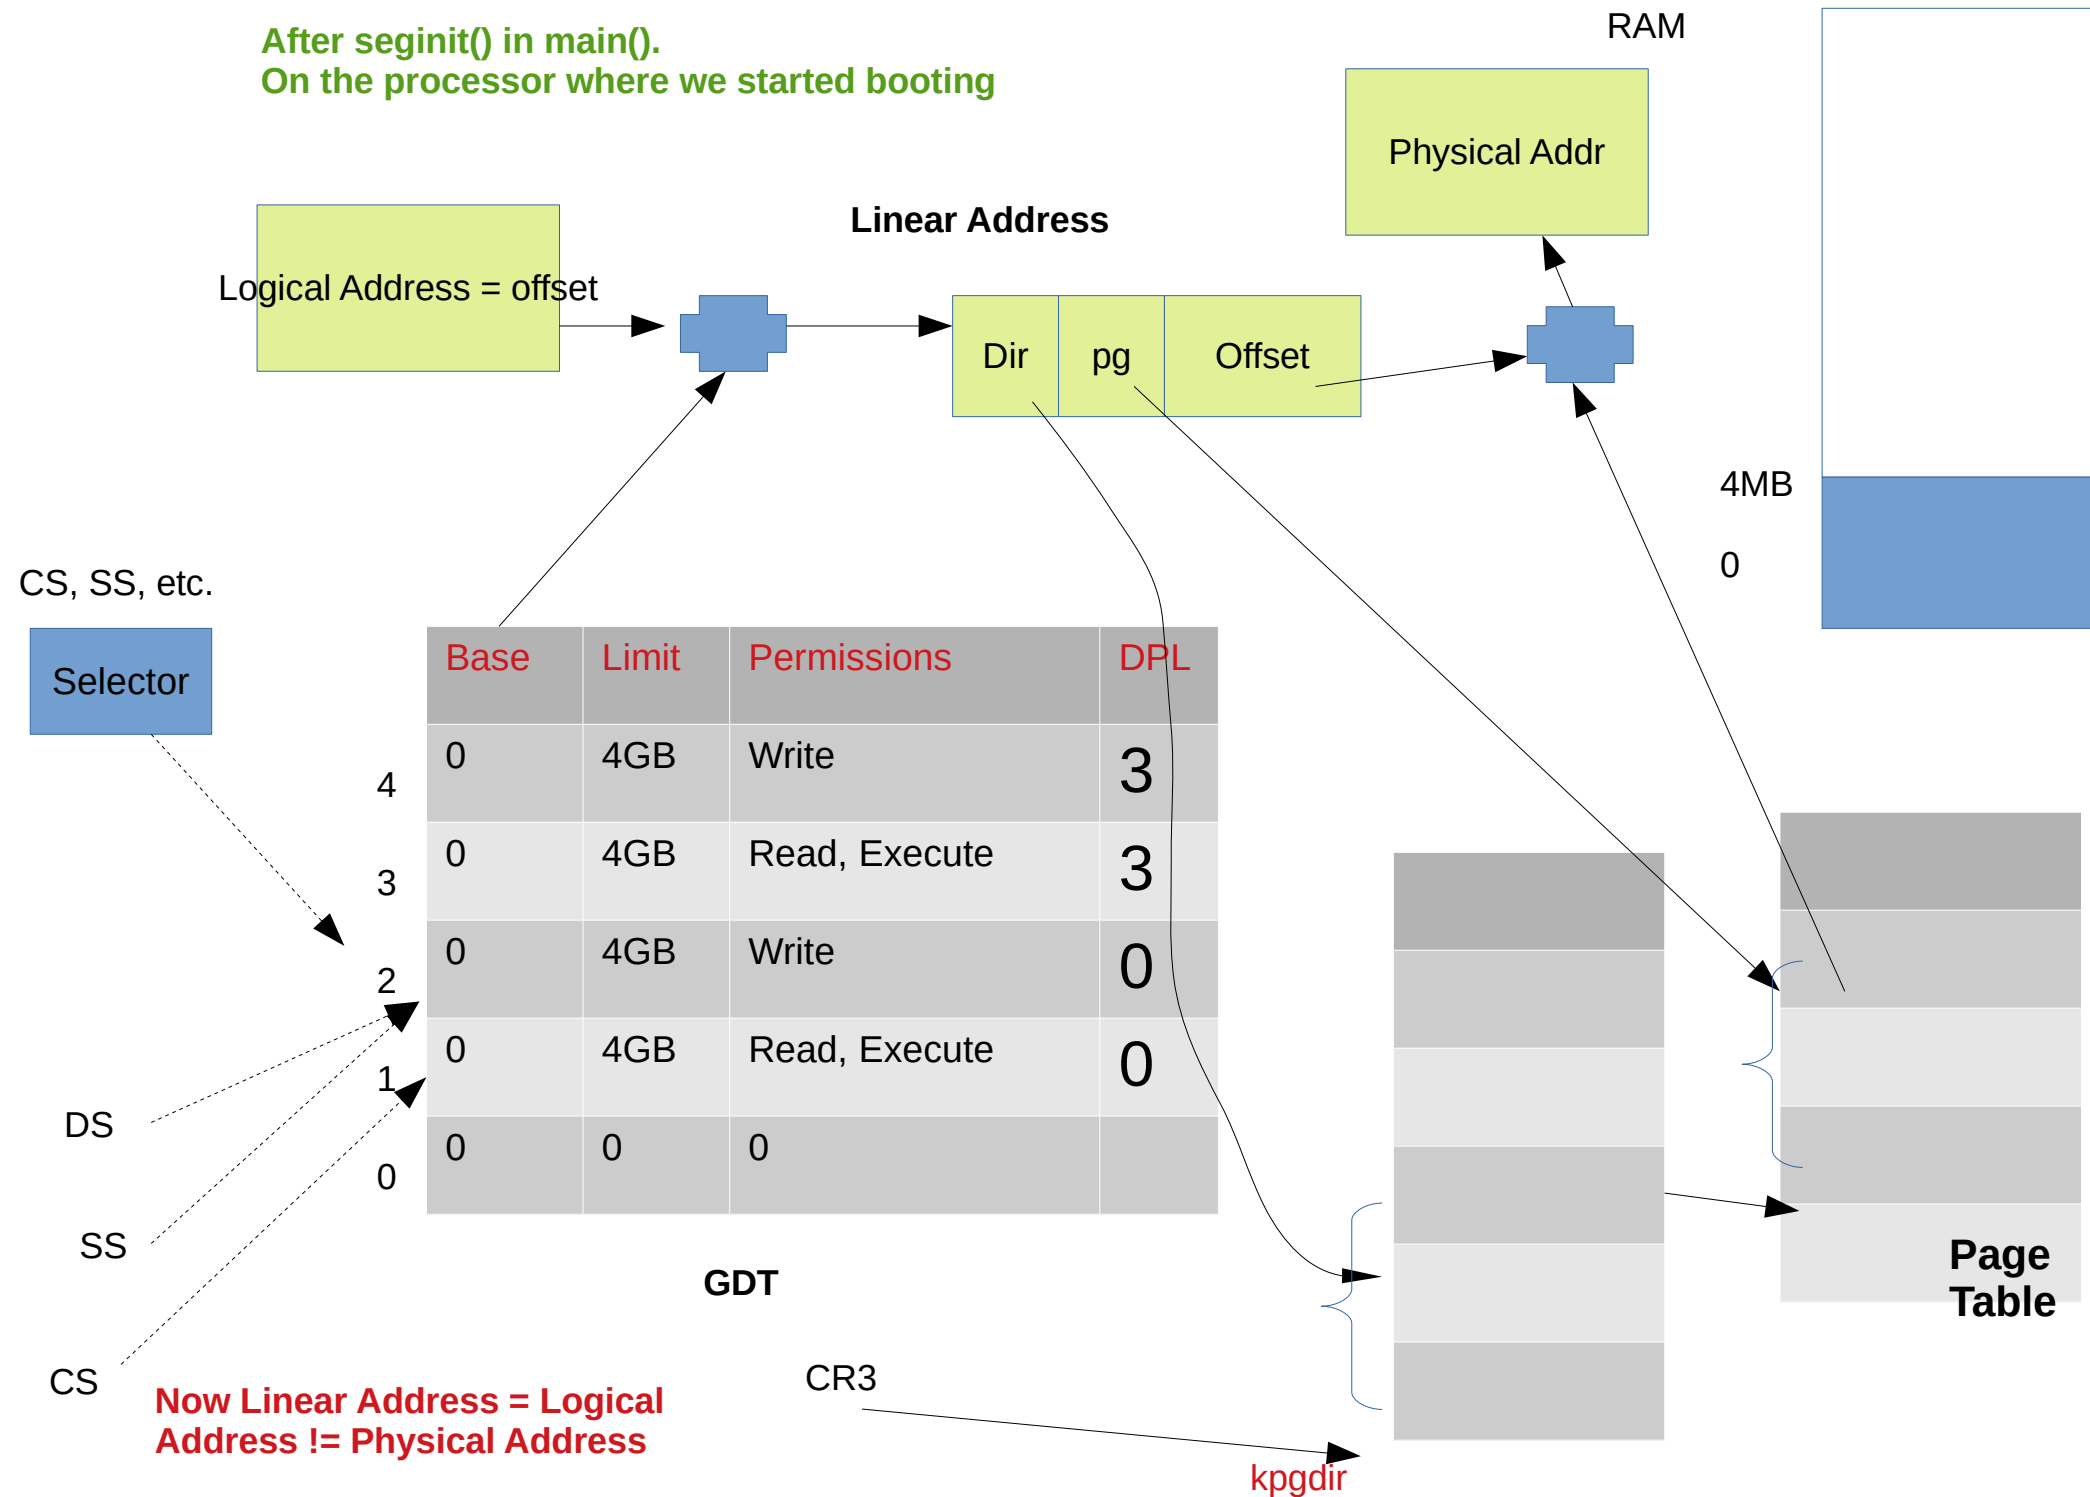 After seginit() in main().
On the processor where we started booting
RAM
Physical Addr
Linear Address
Logical Address = offset
Dir pg Offset
4MB
0
CS, SS, etc.
Selector
Base Limit Permissions DPL
4 0 4GB Write 3
3 0 4GB Read, Execute 3
2 0 4GB Write 0
1 0 4GB Read, Execute 0
0 0 0 0
DS
SS
CS
GDT
Page
Table
CR3
Now Linear Address = Logical
Address != Physical Address
kpgdir